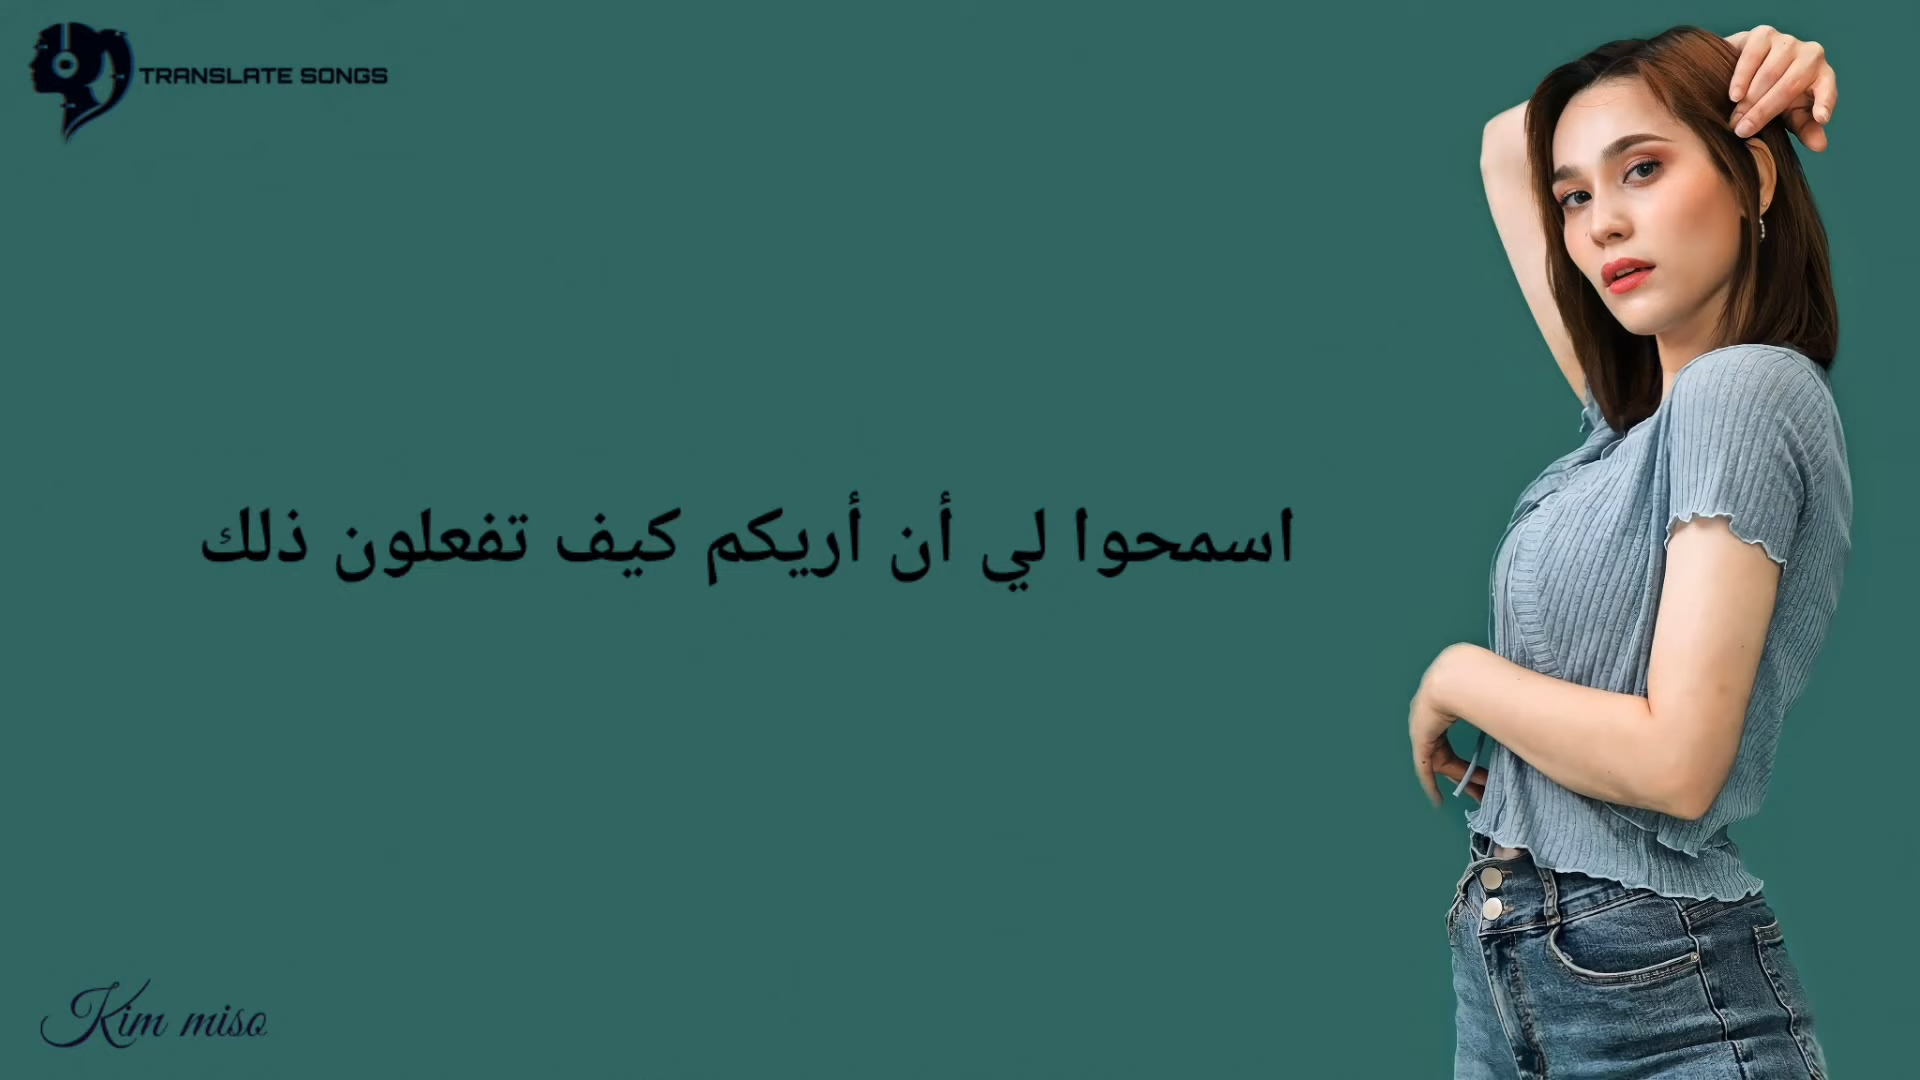 TRANSLATE SONGS
اسمحوا لي أن أريكم كيف تفعلون ذلك
Kim miso